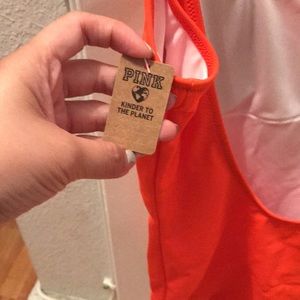 PINK
KINDER TO
THE PLANET